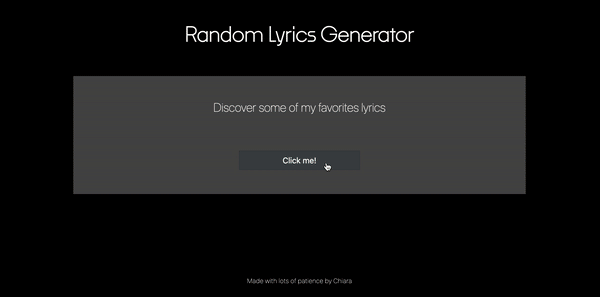 Random Lyrics Generator
Discover some of my favorites lyrics
Click me!
Made with lots of patience by Chiara